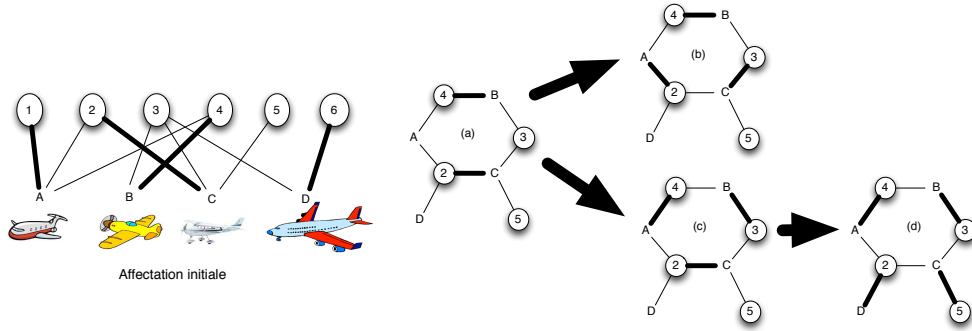 1 2 3 4 5 6
A B C D
Affectation initiale
4 B
A (a) 3
2 C
D 5
4 B
A (b) 3
2 C
D 5
4 B
A (c) 3
2 C
D 5
4 B
A (d) 3
2 C
D 5